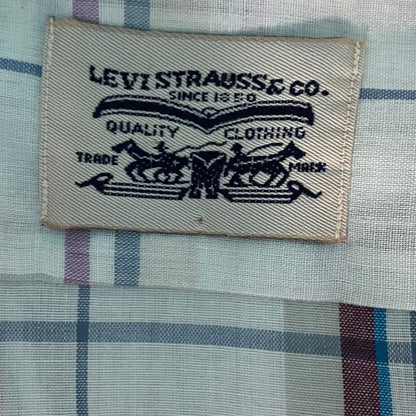 LEVI STRAUSS & CO.
SINCE 1850
QUALITY CLOTHING
TRADE MARK